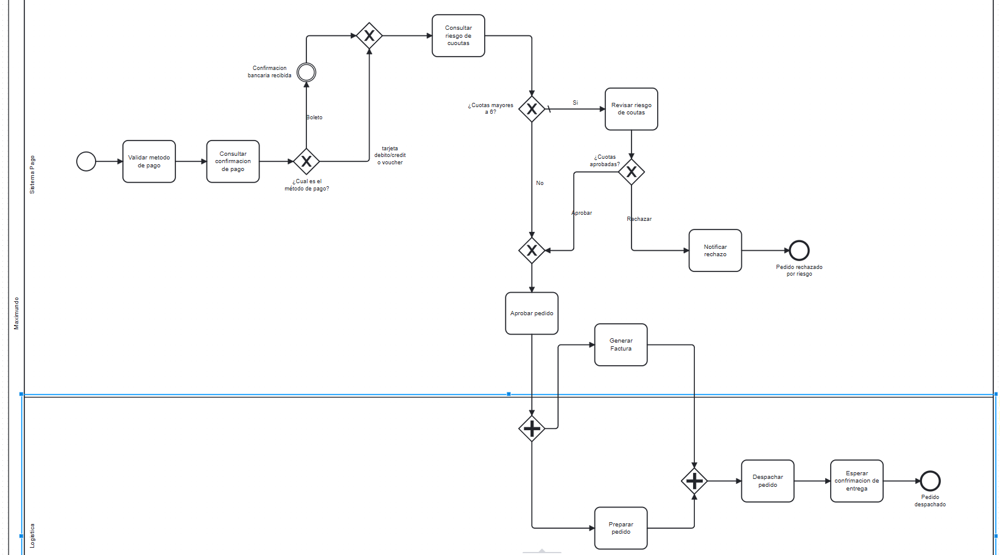 Maximundo
Sistema Pago
Validar metodo
de pago
Consultar
confirmacion
de pago
¿Cual es el
método de pago?
Boleto
Confirmacion
bancaria recibida
tarjeta
debito/credit
o voucher
Consultar
riesgo de
cuoutas
¿Cuotas mayores
a 6?
Si
Revisar riesgo
de coutas
¿Cuotas
aprobadas?
No
Aprobar
Rechazar
Notificar
rechazo
Pedido rechazado
por riesgo
Aprobar pedido
Generar
Factura
Logistica
Preparar
pedido
Despachar
pedido
Esperar
confrimacion de
entrega
Pedido
despachado